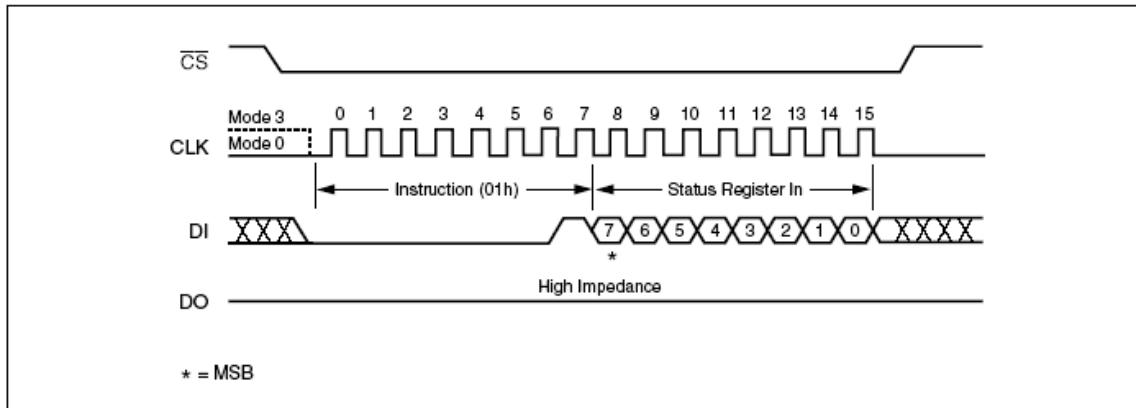 CS
Mode 3
0 1 2 3 4 5 6 7 8 9 10 11 12 13 14 15
CLK
Mode 0
Instruction (01h)
Status Register In
DI
7 6 5 4 3 2 1 0
*
High Impedance
DO
* = MSB